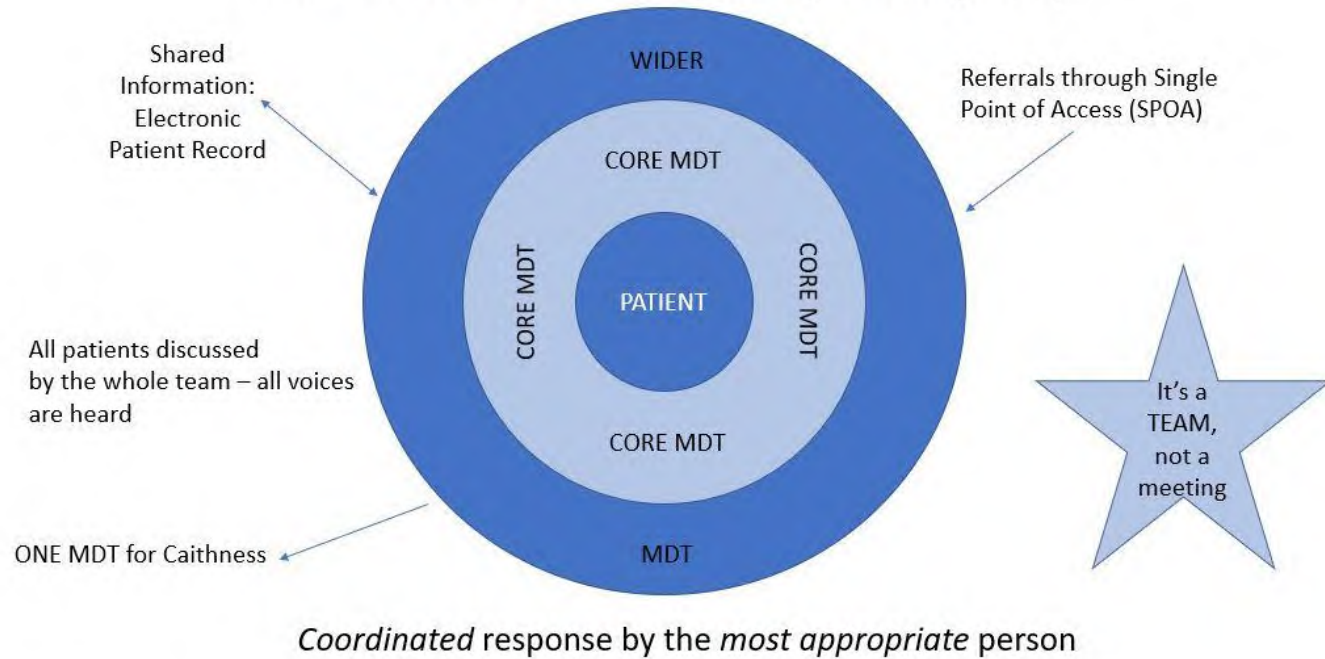 Shared
Information:
Electronic
Patient Record
WIDER
Referrals through Single
Point of Access (SPOA)
CORE MDT
CORE MDT
PATIENT
CORE MDT
All patients discussed
by the whole team – all voices
are heard
CORE MDT
It's a
TEAM,
not a
meeting
ONE MDT for Caithness
MDT
Coordinated response by the most appropriate person